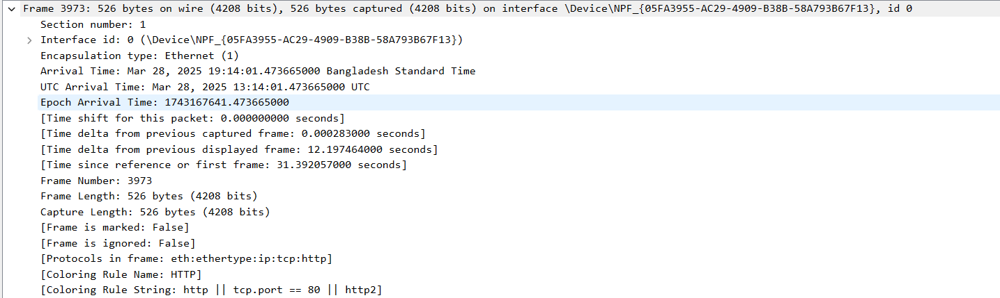 Frame 3973: 526 bytes on wire (4208 bits), 526 bytes captured (4208 bits) on interface \Device\NPF_{05FA3955-AC29-4909-B38B-58A793B67F13}, id 0
Section number: 1
Interface id: 0 (\Device\NPF_{05FA3955-AC29-4909-B38B-58A793B67F13})
Encapsulation type: Ethernet (1)
Arrival Time: Mar 28, 2025 19:14:01.473665000 Bangladesh Standard Time
UTC Arrival Time: Mar 28, 2025 13:14:01.473665000 UTC
Epoch Arrival Time: 1743167641.473665000
[Time shift for this packet: 0.000000000 seconds]
[Time delta from previous captured frame: 0.000283000 seconds]
[Time delta from previous displayed frame: 12.197464000 seconds]
[Time since reference or first frame: 31.392057000 seconds]
Frame Number: 3973
Frame Length: 526 bytes (4208 bits)
Capture Length: 526 bytes (4208 bits)
[Frame is marked: False]
[Frame is ignored: False]
[Protocols in frame: eth:ethertype:ip:tcp:http]
[Coloring Rule Name: HTTP]
[Coloring Rule String: http || tcp.port == 80 || http2]